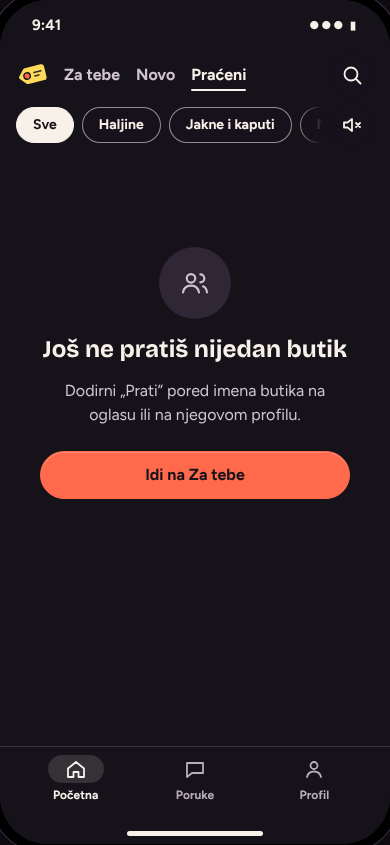 9:41
Za tebe Novo Praćeni
Sve Haljine Jakne i kaputi
Još ne pratiš nijedan butik
Dodirni „Prati“ pored imena butika na
oglasu ili na njegovom profilu.
Idi na Za tebe
Početna Poruke Profil